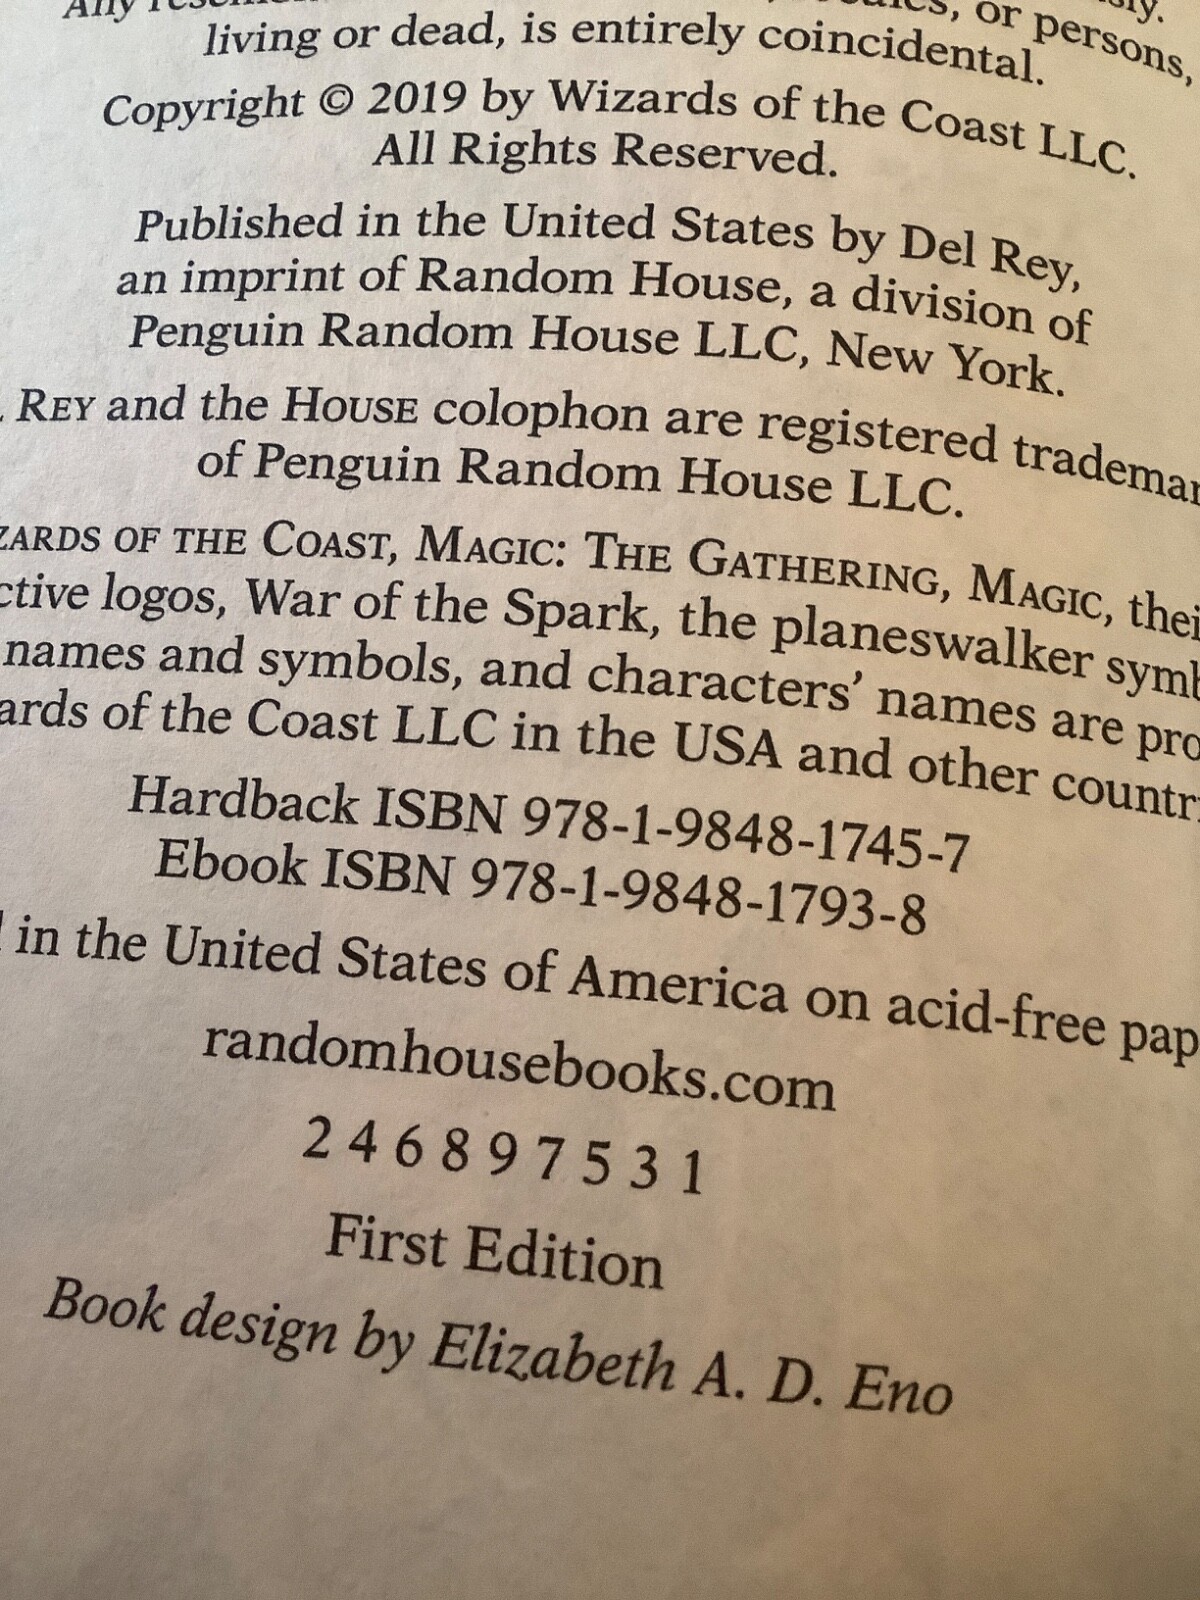 Any
or persons,
living or dead, is entirely coincidental.
Copyright © 2019 by Wizards of the Coast LLC.
All Rights Reserved.
Published in the United States by Del Rey,
an imprint of Random House, a division of
Penguin Random House LLC, New York.
REY and the HOUSE colophon are registered trademar
of Penguin Random House LLC.
ZARDS OF THE COAST, MAGIC: THE GATHERING, MAGIC, thei
ctive logos, War of the Spark, the planeswalker symb
names and symbols, and characters' names are pro
ards of the Coast LLC in the USA and other countr
Hardback ISBN 978-1-9848-1745-7
Ebook ISBN 978-1-9848-1793-8
in the United States of America on acid-free pap
randomhousebooks.com
2 4 6 8 9 7 5 3 1
First Edition
Book design by Elizabeth A. D. Eno